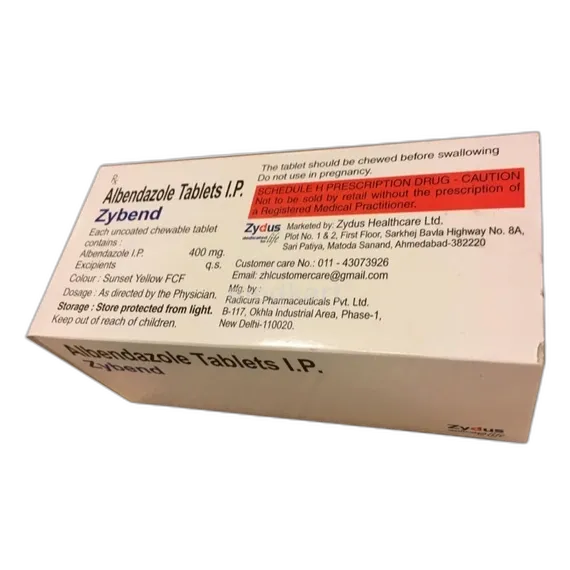 Rx
Albendazole Tablets I.P.
Zybend
Each uncoated chewable tablet
contains :
Albendazole I.P. 400 mg.
Excipients q.s.
Colour : Sunset Yellow FCF
Dosage : As directed by the Physician.
Storage : Store protected from light.
Keep out of reach of children.
The tablet should be chewed before swallowing
Do not use in pregnancy.
SCHEDULE H PRESCRIPTION DRUG - CAUTION
Not to be sold by retail without the prescription of
a Registered Medical Practitioner.
Zydus
dedicated to life
Marketed by: Zydus Healthcare Ltd.
Plot No. 1 & 2, First Floor, Sarkhej Bavla Highway No. 8A,
Sari Patiya, Matoda Sanand, Ahmedabad-382220
Customer care No.: 011 - 43073926
Email: zhlcustomercare@gmail.com
Mfg. by :
Radicura Pharmaceuticals Pvt. Ltd.
B-117, Okhla Industrial Area, Phase-1,
New Delhi-110020.
Albendazole Tablets I.P.
Zybend
Zydus